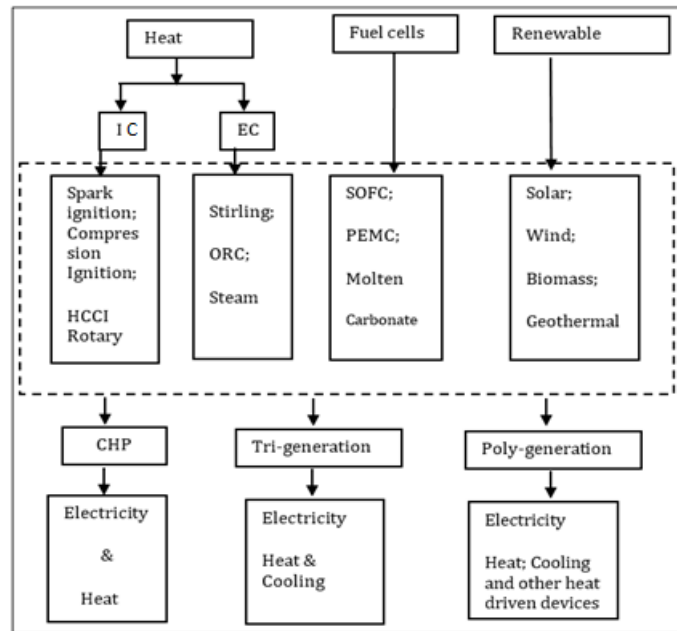 Heat
Fuel cells
Renewable
I C
EC
Spark
ignition;
Compres
sion
Ignition;
HCCI
Rotary
Stirling;
ORC;
Steam
SOFC;
PEMC;
Molten
Carbonate
Solar;
Wind;
Biomass;
Geothermal
CHP
Tri-generation
Poly-generation
Electricity
&
Heat
Electricity
Heat &
Cooling
Electricity
Heat; Cooling
and other heat
driven devices